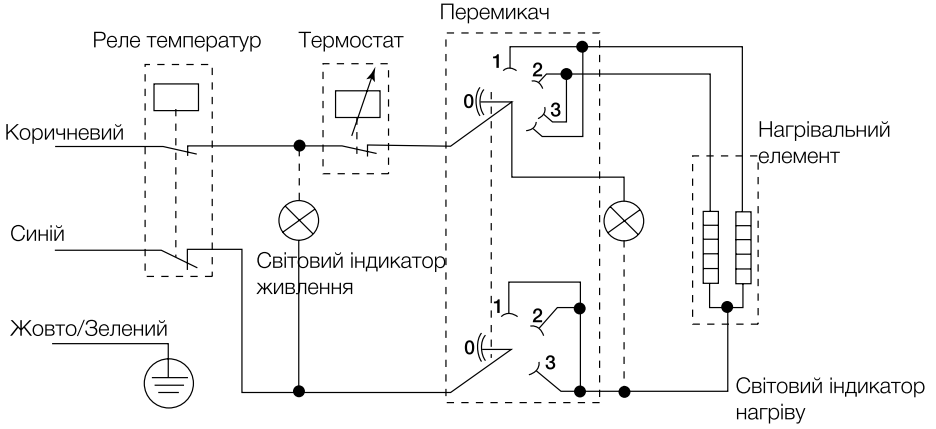 Перемикач
Реле температур
Термостат
1
2
0
3
Коричневий
Нагрівальний
елемент
Синій
Світовий індикатор
живлення
1
2
Жовто/Зелений
0
3
Світовий індикатор
нагріву